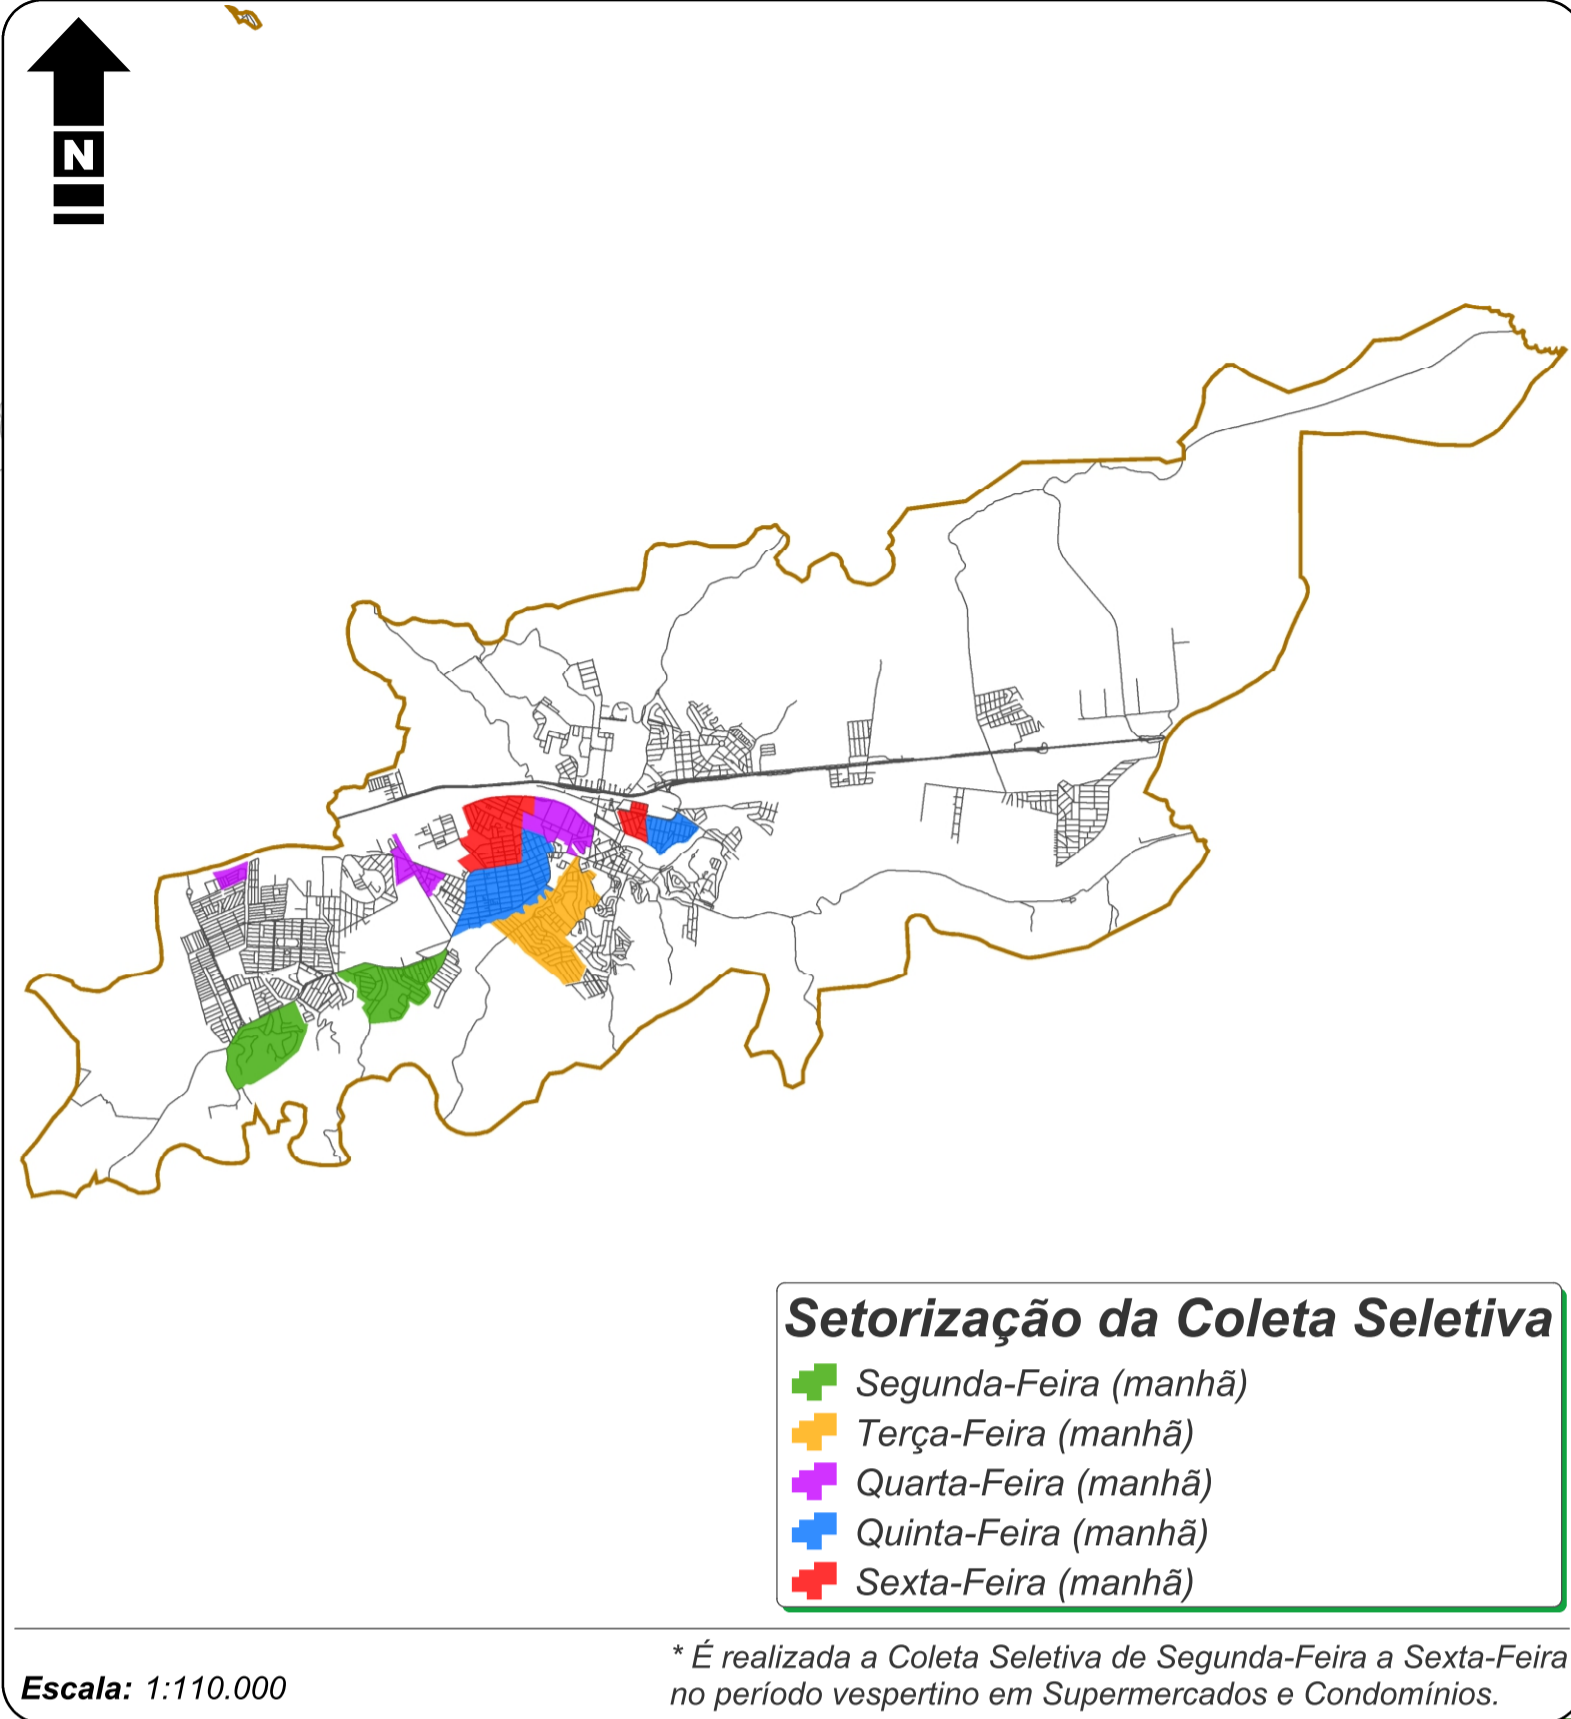 N
Setorização da Coleta Seletiva
Segunda-Feira (manhã)
Terça-Feira (manhã)
Quarta-Feira (manhã)
Quinta-Feira (manhã)
Sexta-Feira (manhã)
* É realizada a Coleta Seletiva de Segunda-Feira a Sexta-Feira
no período vespertino em Supermercados e Condomínios.
Escala: 1:110.000